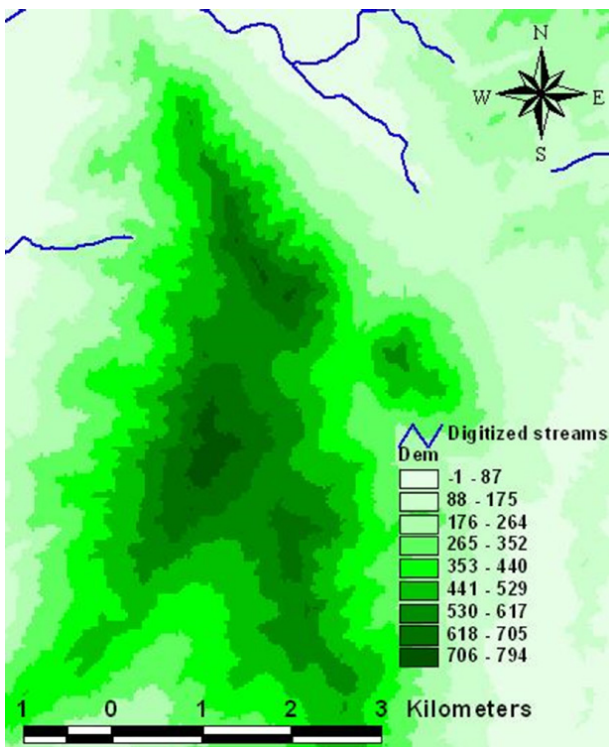 N
W E
S
Digitized streams
Dem
-1 - 87
88 - 175
176 - 264
265 - 352
353 - 440
441 - 529
530 - 617
618 - 705
706 - 794
1 0 1 2 3 Kilometers